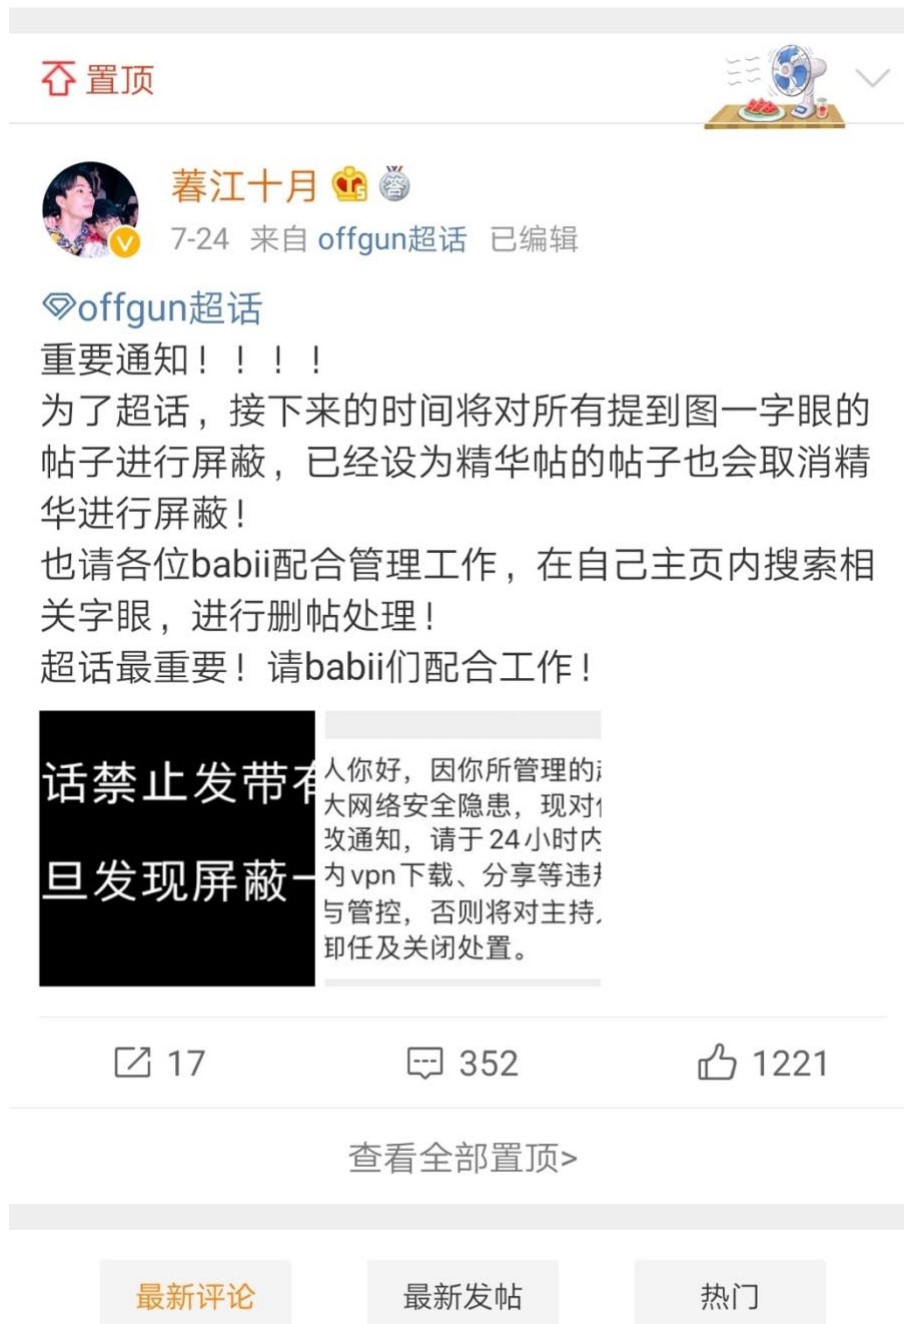 置顶
暮江十月
7-24 来自 offgun超话 已编辑
offgun超话
重要通知！！！！
为了超话，接下来的时间将对所有提到图一字眼的
帖子进行屏蔽，已经设为精华帖的帖子也会取消精
华进行屏蔽！
也请各位babii配合管理工作，在自己主页内搜索相
关字眼，进行删帖处理！
超话最重要！请babii们配合工作！
话禁止发带有
旦发现屏蔽一
人你好，因你所管理的
大网络安全隐患，现对
改通知，请于24小时内
内vpn下载、分享等违
与管控，否则将对主持
卸任及关闭处置。
17
352
1221
查看全部置顶>
最新评论
最新发帖
热门